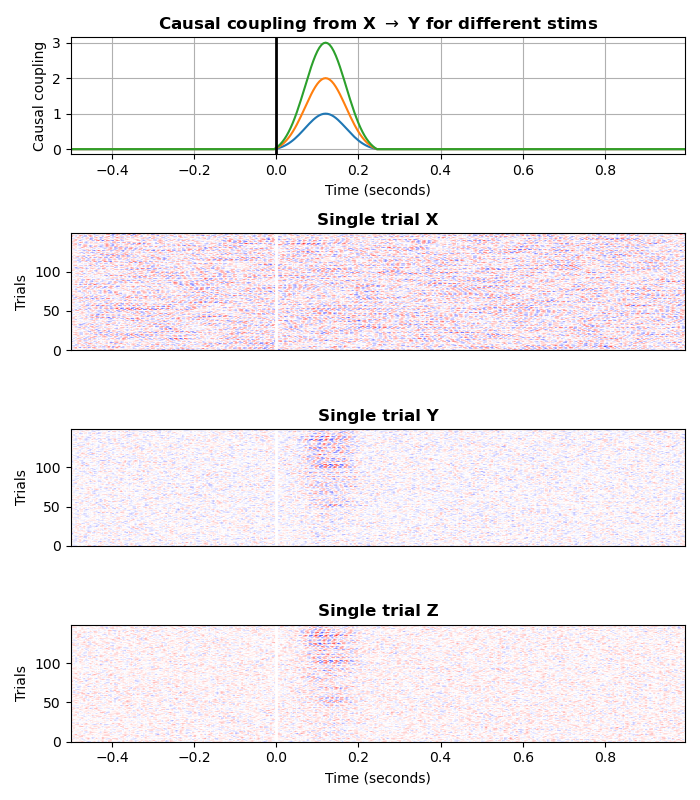 Causal coupling from X → Y for different stims
Causal coupling
3
2
1
0
−0.4 −0.2 0.0 0.2 0.4 0.6 0.8
Time (seconds)
Single trial X
Trials
100
50
0
Single trial Y
Trials
100
50
0
Single trial Z
Trials
100
50
0
−0.4 −0.2 0.0 0.2 0.4 0.6 0.8
Time (seconds)